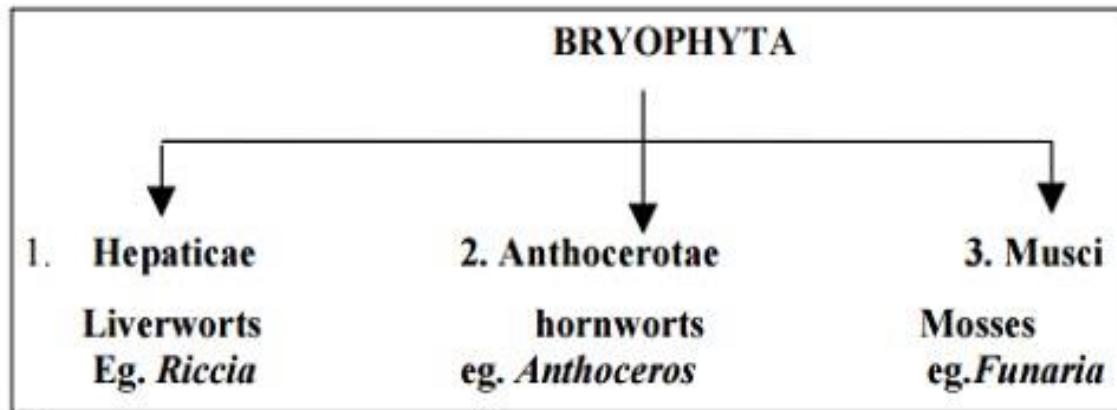 BRYOPHYTA
1. Hepaticae 2. Anthocerotae 3. Musci
Liverworts hornworts Mosses
Eg. Riccia eg. Anthoceros eg.Funaria